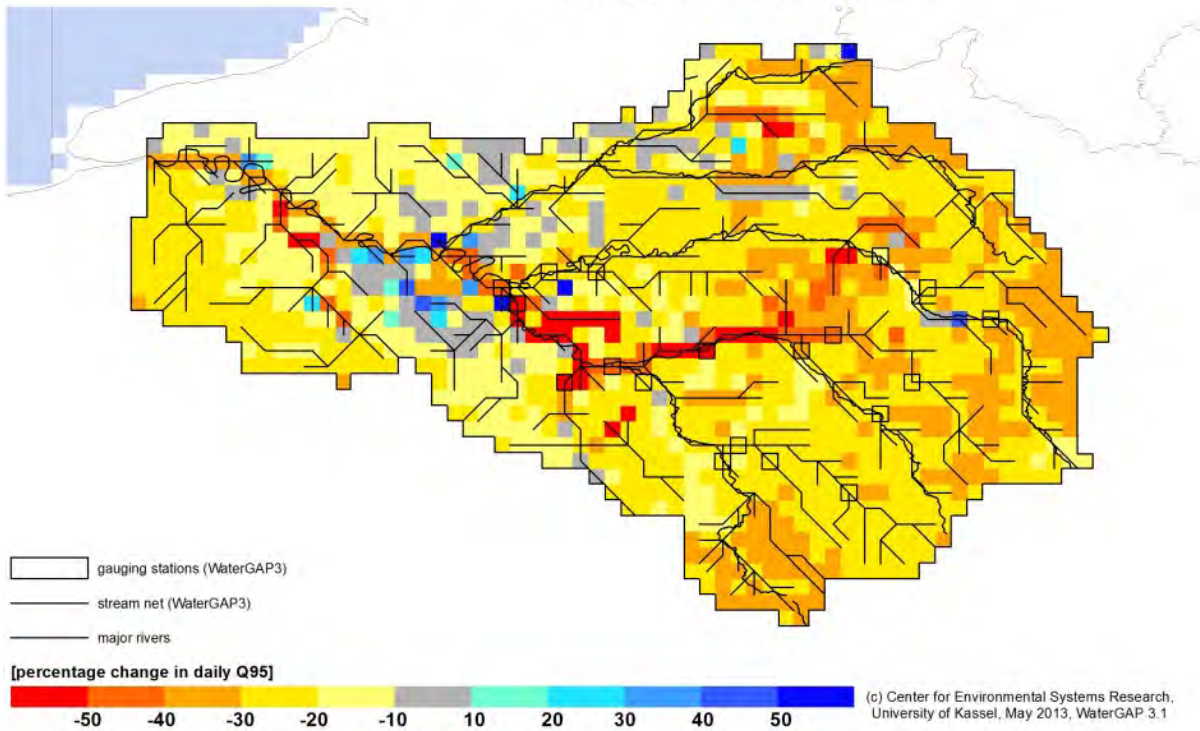 gauging stations (WaterGAP3)
stream net (WaterGAP3)
major rivers
[percentage change in daily Q95]
-50 -40 -30 -20 -10 10 20 30 40 50
(c) Center for Environmental Systems Research,
University of Kassel, May 2013, WaterGAP 3.1